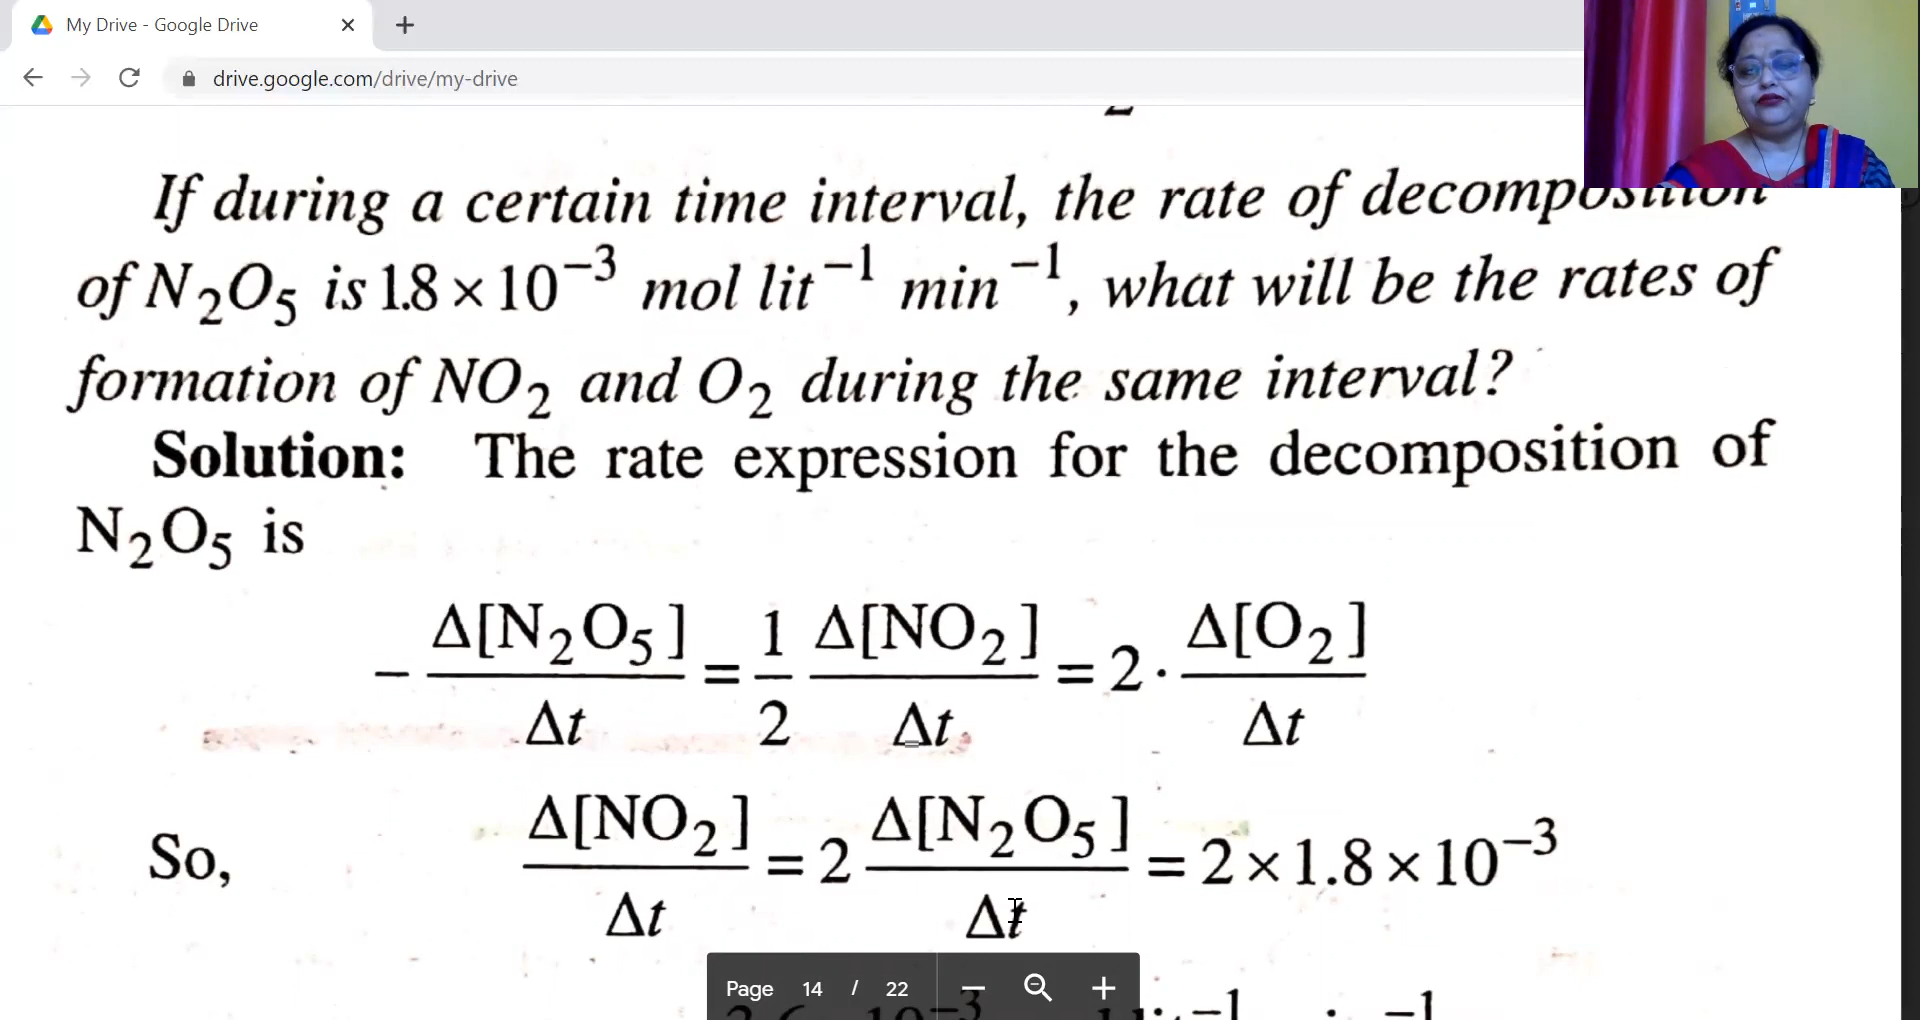 My Drive - Google Drive
drive.google.com/drive/my-drive
If during a certain time interval, the rate of decomposition
of N₂O₅ is 1.8 × 10⁻³ mol lit⁻¹ min⁻¹, what will be the rates of
formation of NO₂ and O₂ during the same interval?
Solution: The rate expression for the decomposition of
N₂O₅ is
− Δ[N₂O₅]/Δt = 1/2 Δ[NO₂]/Δt = 2 · Δ[O₂]/Δt
So, Δ[NO₂]/Δt = 2 Δ[N₂O₅]/Δt = 2 × 1.8 × 10⁻³
Page 14 / 22